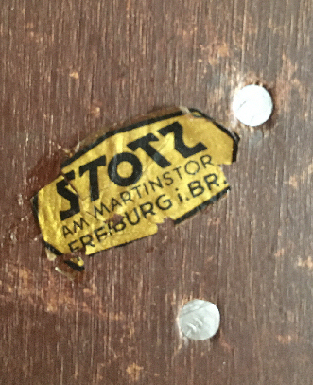 STOTZ
AM MARTINSTOR
FREIBURG i. BR.